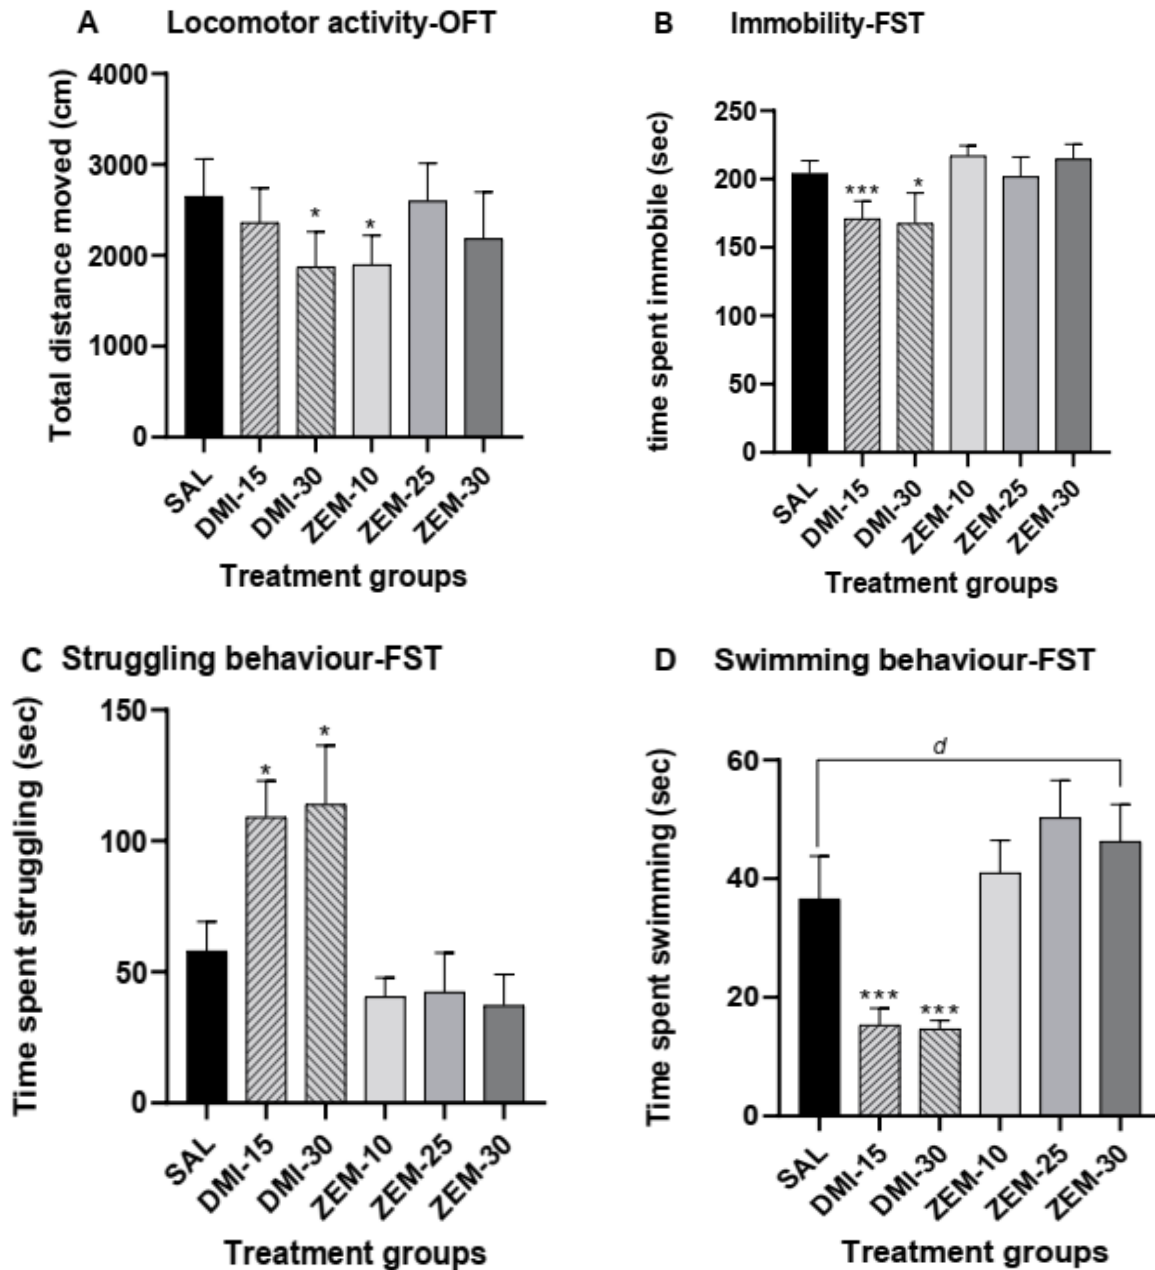 A Locomotor activity-OFT
Total distance moved (cm)
4000
3000
2000
1000
0
* *
SAL DMI-15 DMI-30 ZEM-10 ZEM-25 ZEM-30
Treatment groups
B Immobility-FST
time spent immobile (sec)
250
200
150
100
50
0
*** *
SAL DMI-15 DMI-30 ZEM-10 ZEM-25 ZEM-30
Treatment groups
C Struggling behaviour-FST
Time spent struggling (sec)
150
100
50
0
* *
SAL DMI-15 DMI-30 ZEM-10 ZEM-25 ZEM-30
Treatment groups
D Swimming behaviour-FST
Time spent swimming (sec)
60
40
20
0
d
*** ***
SAL DMI-15 DMI-30 ZEM-10 ZEM-25 ZEM-30
Treatment groups